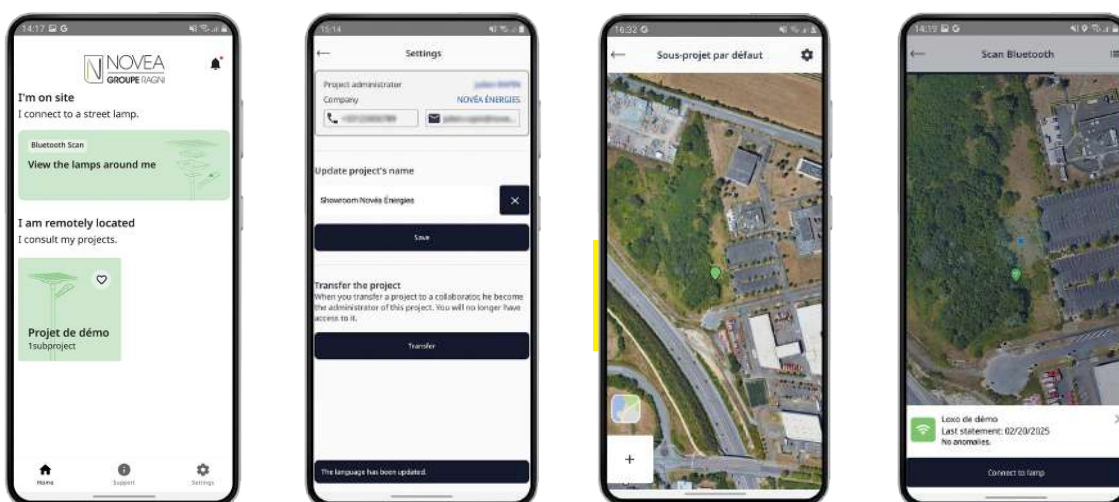 14:17
NOVEA
GROUPE RAGNI
I'm on site
I connect to a street lamp.
Bluetooth Scan
View the lamps around me
I am remotely located
I consult my projects.
Projet de démo
1subproject
Home
Support
Settings
15:14
Settings
Project administrator
Company
NOVÉA ÉNERGIES
Update project's name
Showroom Novéa Énergies
Save
Transfer the project
When you transfer a project to a collaborator, he become
the administrator of this project. You will no longer have
access to it.
Transfer
The language has been updated.
16:32
Sous-projet par défaut
+
14:19
Scan Bluetooth
Loxo de démo
Last statement: 02/20/2025
No anomalies.
Connect to lamp